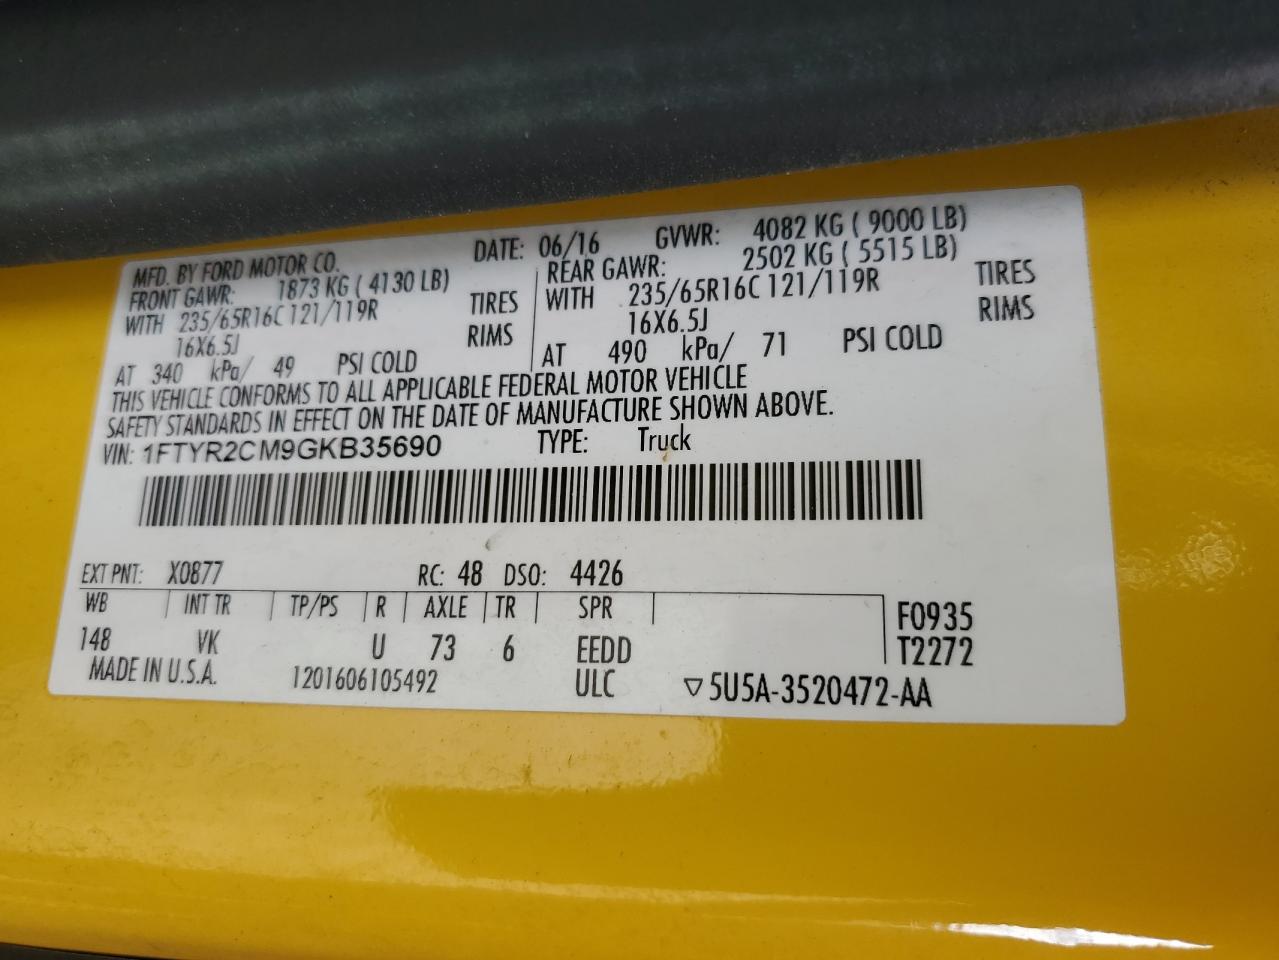 MFD. BY FORD MOTOR CO. DATE: 06/16 GVWR: 4082 KG ( 9000 LB)
FRONT GAWR: 1873 KG ( 4130 LB) REAR GAWR: 2502 KG ( 5515 LB)
WITH 235/65R16C 121/119R TIRES WITH 235/65R16C 121/119R TIRES
16X6.5J RIMS 16X6.5J RIMS
AT 340 kPa/ 49 PSI COLD AT 490 kPa/ 71 PSI COLD
THIS VEHICLE CONFORMS TO ALL APPLICABLE FEDERAL MOTOR VEHICLE
SAFETY STANDARDS IN EFFECT ON THE DATE OF MANUFACTURE SHOWN ABOVE.
VIN: 1FTYR2CM9GKB35690 TYPE: Truck
EXT PNT: X0877 RC: 48 DSO: 4426
WB INT TR TP/PS R AXLE TR SPR F0935
148 VK U 73 6 EEDD T2272
MADE IN U.S.A. 1201606105492 ULC ▽5U5A-3520472-AA